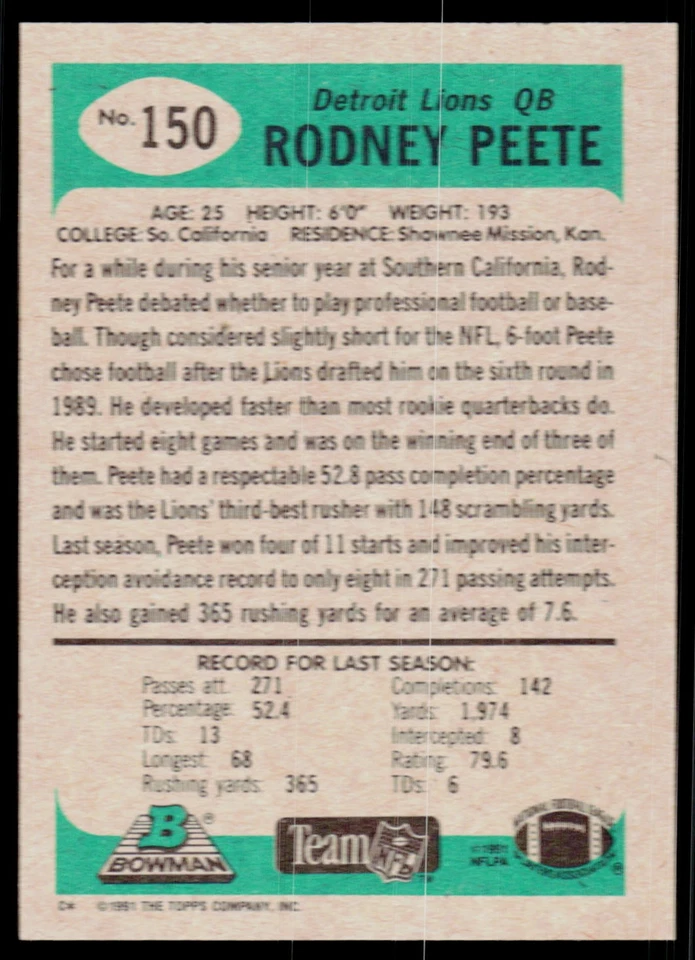 No. 150
Detroit Lions QB
RODNEY PEETE
AGE: 25 HEIGHT: 6'0" WEIGHT: 193
COLLEGE: So. California RESIDENCE: Shawnee Mission, Kan.
For a while during his senior year at Southern California, Rod-
ney Peete debated whether to play professional football or base-
ball. Though considered slightly short for the NFL, 6-foot Peete
chose football after the Lions drafted him on the sixth round in
1989. He developed faster than most rookie quarterbacks do.
He started eight games and was on the winning end of three of
them. Peete had a respectable 52.8 pass completion percentage
and was the Lions' third-best rusher with 148 scrambling yards.
Last season, Peete won four of 11 starts and improved his inter-
ception avoidance record to only eight in 271 passing attempts.
He also gained 365 rushing yards for an average of 7.6.
RECORD FOR LAST SEASON:
Passes att. 271 Completions: 142
Percentage: 52.4 Yards: 1,974
TDs: 13 Intercepted: 8
Longest: 68 Rating: 79.6
Rushing yards: 365 TDs: 6
B ®
BOWMAN
Team NFL
© 1991
NFLPA
NATIONAL FOOTBALL LEAGUE
PLAYERS ASSOCIATION ®
C* ©1991 THE TOPPS COMPANY, INC.